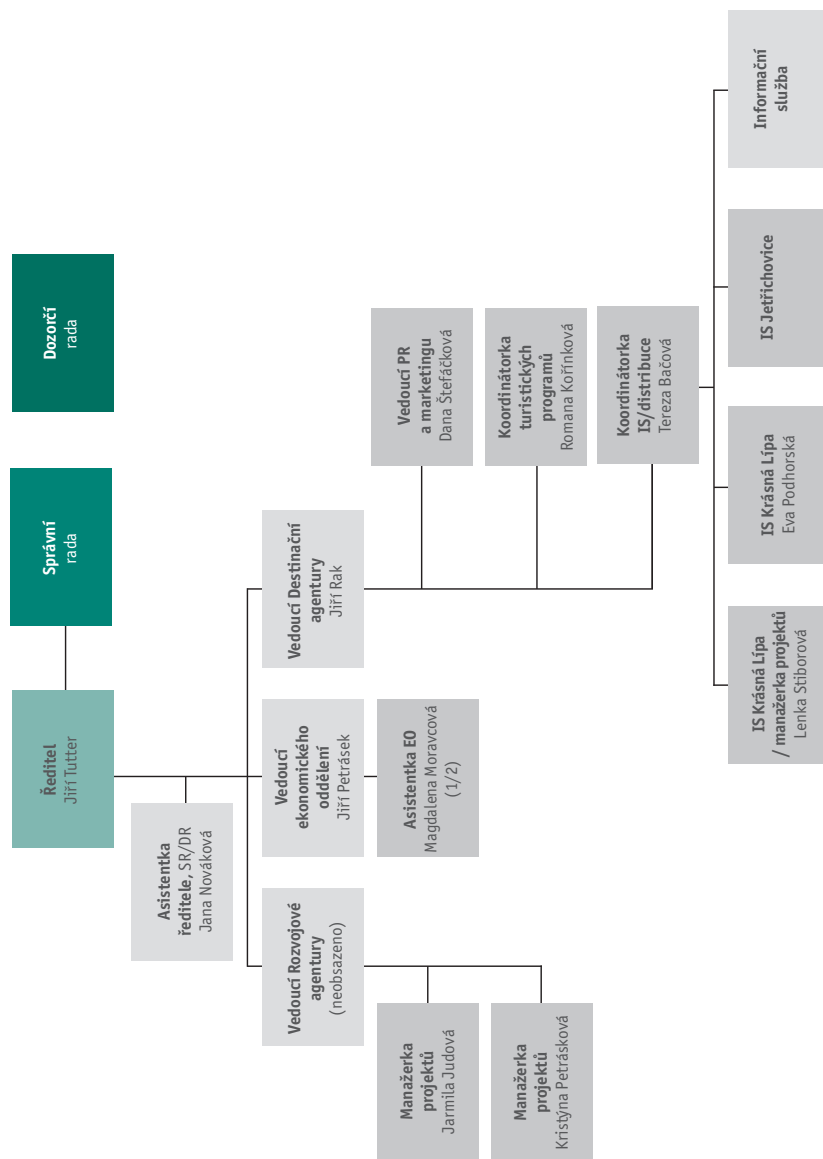 Správní
rada
Dozorčí
rada
Ředitel
Jiří Tutter
Asistentka
ředitele, SR/DR
Jana Nováková
Vedoucí Rozvojové
agentury
(neobsazeno)
Vedoucí
ekonomického
oddělení
Jiří Petrásek
Vedoucí Destinační
agentury
Jiří Rak
Manažerka
projektů
Jarmila Judová
Manažerka
projektů
Kristýna Petrásková
Asistentka EO
Magdalena Moravcová
(1/2)
Vedoucí PR
a marketingu
Dana Štefáčková
Koordinátorka
turistických
programů
Romana Kořínková
Koordinátorka
IS/distribuce
Tereza Bačová
IS Krásná Lípa
/ manažerka projektů
Lenka Stiborová
IS Krásná Lípa
Eva Podhorská
IS Jetřichovice
Informační
služba